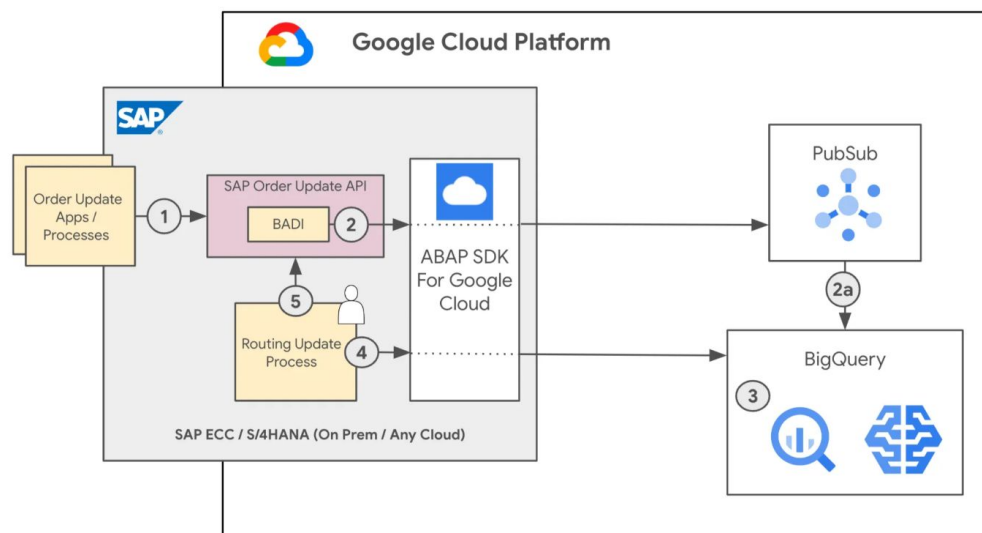 Google Cloud Platform
SAP
®
PubSub
SAP Order Update API
Order Update
Apps /
Processes
1
BADI
2
ABAP SDK
For Google
Cloud
2a
5
Routing Update
Process
4
BigQuery
3
SAP ECC / S/4HANA (On Prem / Any Cloud)